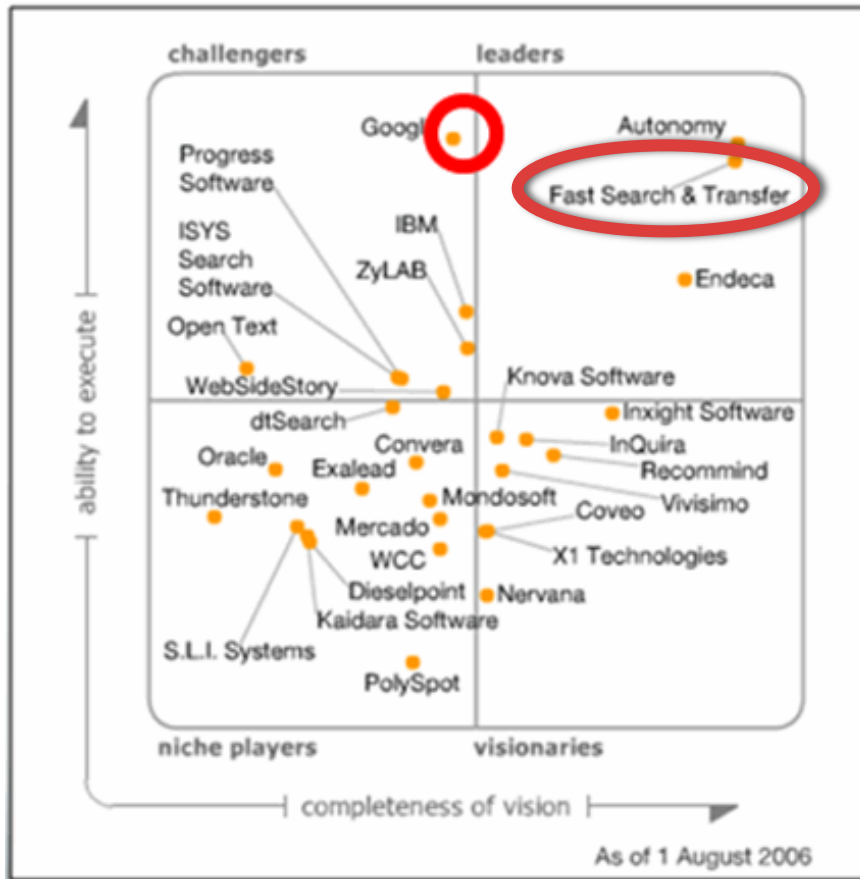 challengers
leaders
Googl
Autonomy
Progress
Software
Fast Search & Transfer
ISYS
Search
Software
IBM
ZyLAB
Endeca
Open Text
WebSideStory
Knova Software
dtSearch
Inxight Software
Convera
InQuira
Oracle
Exalead
Recommind
Thunderstone
Mondosoft
Vivisimo
Coveo
Mercado
WCC
X1 Technologies
Dieselpoint
Nervana
Kaidara Software
S.L.I. Systems
PolySpot
niche players
visionaries
ability to execute
completeness of vision
As of 1 August 2006